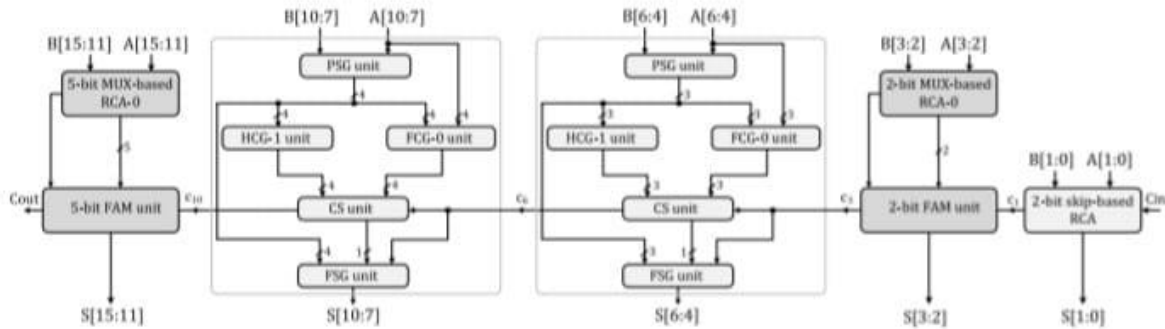 B[10:7] A[10:7] B[6:4] A[6:4]
B[15:11] A[15:11] B[3:2] A[3:2]
PSG unit PSG unit
5-bit MUX-based
RCA-0
2-bit MUX-based
RCA-0
4 3
4 4 4 3 3 3
HCG-1 unit FCG-0 unit HCG-1 unit FCG-0 unit
5 2
B[1:0] A[1:0]
4 4 3 3
Cout 5-bit FAM unit c10 CS unit c6 CS unit c3 2-bit FAM unit c1 2-bit skip-based
RCA Cin
4 1 3 1
FSG unit FSG unit
S[15:11] S[10:7] S[6:4] S[3:2] S[1:0]